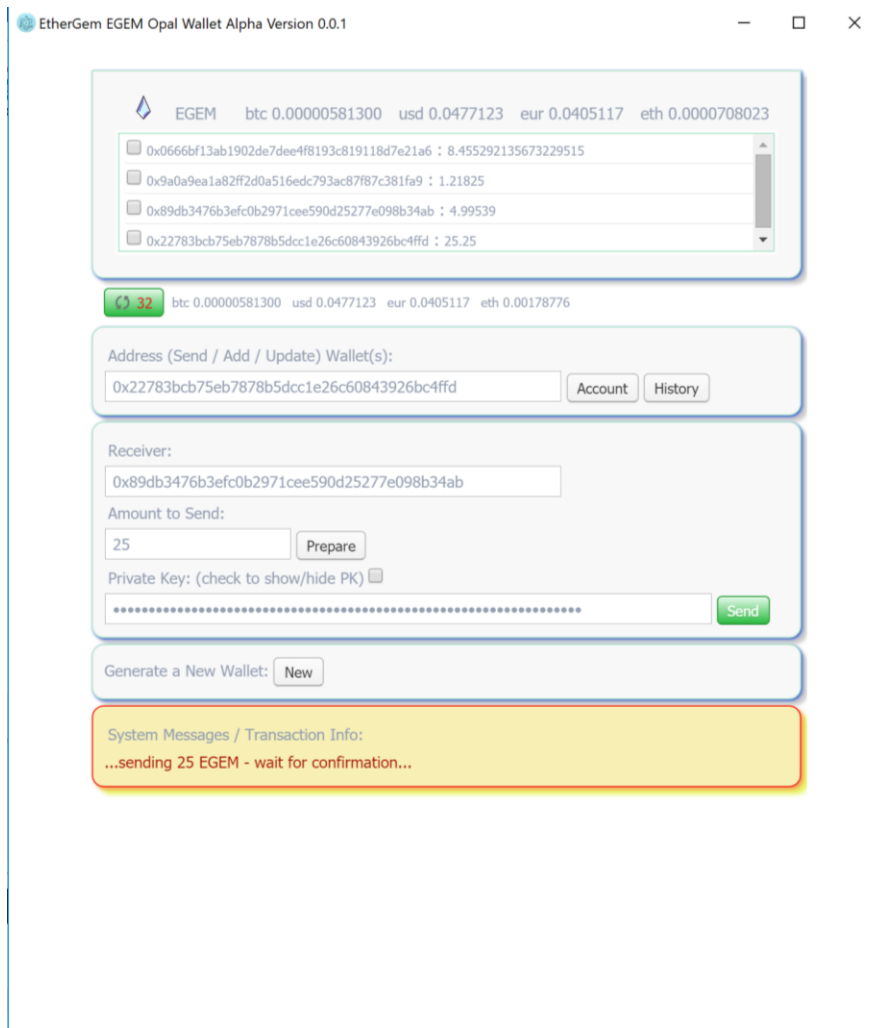 EtherGem EGEM Opal Wallet Alpha Version 0.0.1
EGEM btc 0.00000581300 usd 0.0477123 eur 0.0405117 eth 0.0000708023
0x0666bf13ab1902de7dee4f8193c819118d7e21a6 : 8.455292135673229515
0x9a0a9ea1a82ff2d0a516edc793ac87f87c381fa9 : 1.21825
0x89db3476b3efc0b2971cee590d25277e098b34ab : 4.99539
0x22783bcb75eb7878b5dcc1e26c60843926bc4ffd : 25.25
32 btc 0.00000581300 usd 0.0477123 eur 0.0405117 eth 0.00178776
Address (Send / Add / Update) Wallet(s):
0x22783bcb75eb7878b5dcc1e26c60843926bc4ffd Account History
Receiver:
0x89db3476b3efc0b2971cee590d25277e098b34ab
Amount to Send:
25 Prepare
Private Key: (check to show/hide PK)
Send
Generate a New Wallet: New
System Messages / Transaction Info:
...sending 25 EGEM - wait for confirmation...